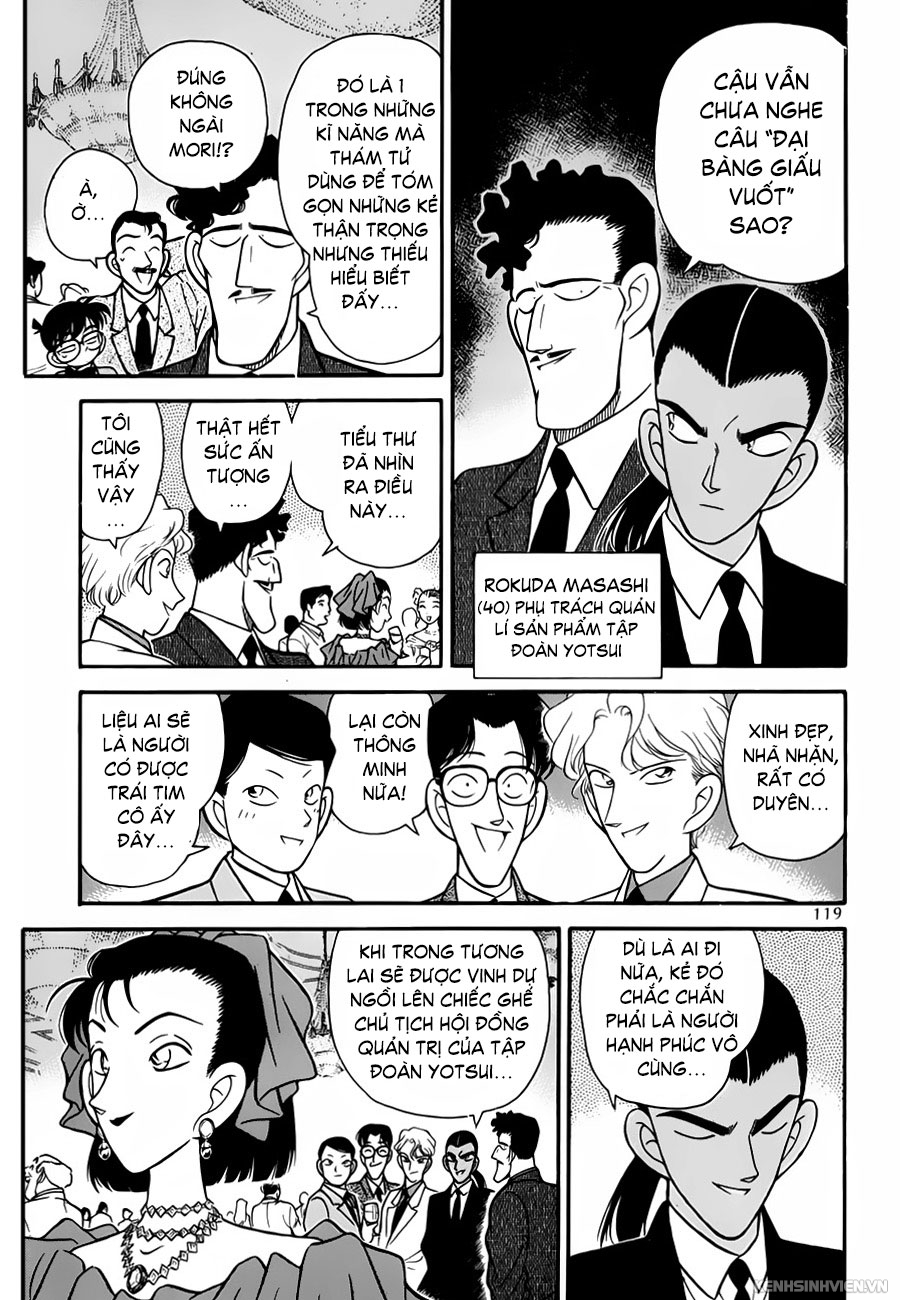 CẬU VẪN
CHƯA NGHE
CÂU "ĐẠI
BÀNG GIẤU
VUỐT"
SAO?
ROKUDA MASASHI
(40) PHỤ TRÁCH QUẢN
LÍ SẢN PHẨM TẬP
ĐOÀN YOTSUI
ĐÓ LÀ 1
TRONG NHỮNG
KĨ NĂNG MÀ
THÁM TỬ
DÙNG ĐỂ TÓM
GỌN NHỮNG KẺ
THẬN TRỌNG
NHƯNG THIẾU
HIỂU BIẾT
ĐẤY...
ĐÚNG
KHÔNG
NGÀI
MORI!?
À,
Ờ...
TIỂU THƯ
ĐÃ NHÌN
RA ĐIỀU
NÀY...
THẬT HẾT
SỨC ẤN
TƯỢNG
...
TÔI
CŨNG
THẤY
VẬY
...
XINH ĐẸP,
NHÃ NHẶN,
RẤT CÓ
DUYÊN...
LẠI CÒN
THÔNG
MINH
NỮA!
LIỆU AI SẼ
LÀ NGƯỜI
CÓ ĐƯỢC
TRÁI TIM
CÔ ẤY
ĐÂY...
119
DÙ LÀ AI ĐI
NỮA, KẺ ĐÓ
CHẮC CHẮN
PHẢI LÀ NGƯỜI
HẠNH PHÚC VÔ
CÙNG...
KHI TRONG TƯƠNG
LAI SẼ ĐƯỢC VINH DỰ
NGỒI LÊN CHIẾC GHẾ
CHỦ TỊCH HỘI ĐỒNG
QUẢN TRỊ CỦA TẬP
ĐOÀN YOTSUI...
KENHSINHVIEN.VN